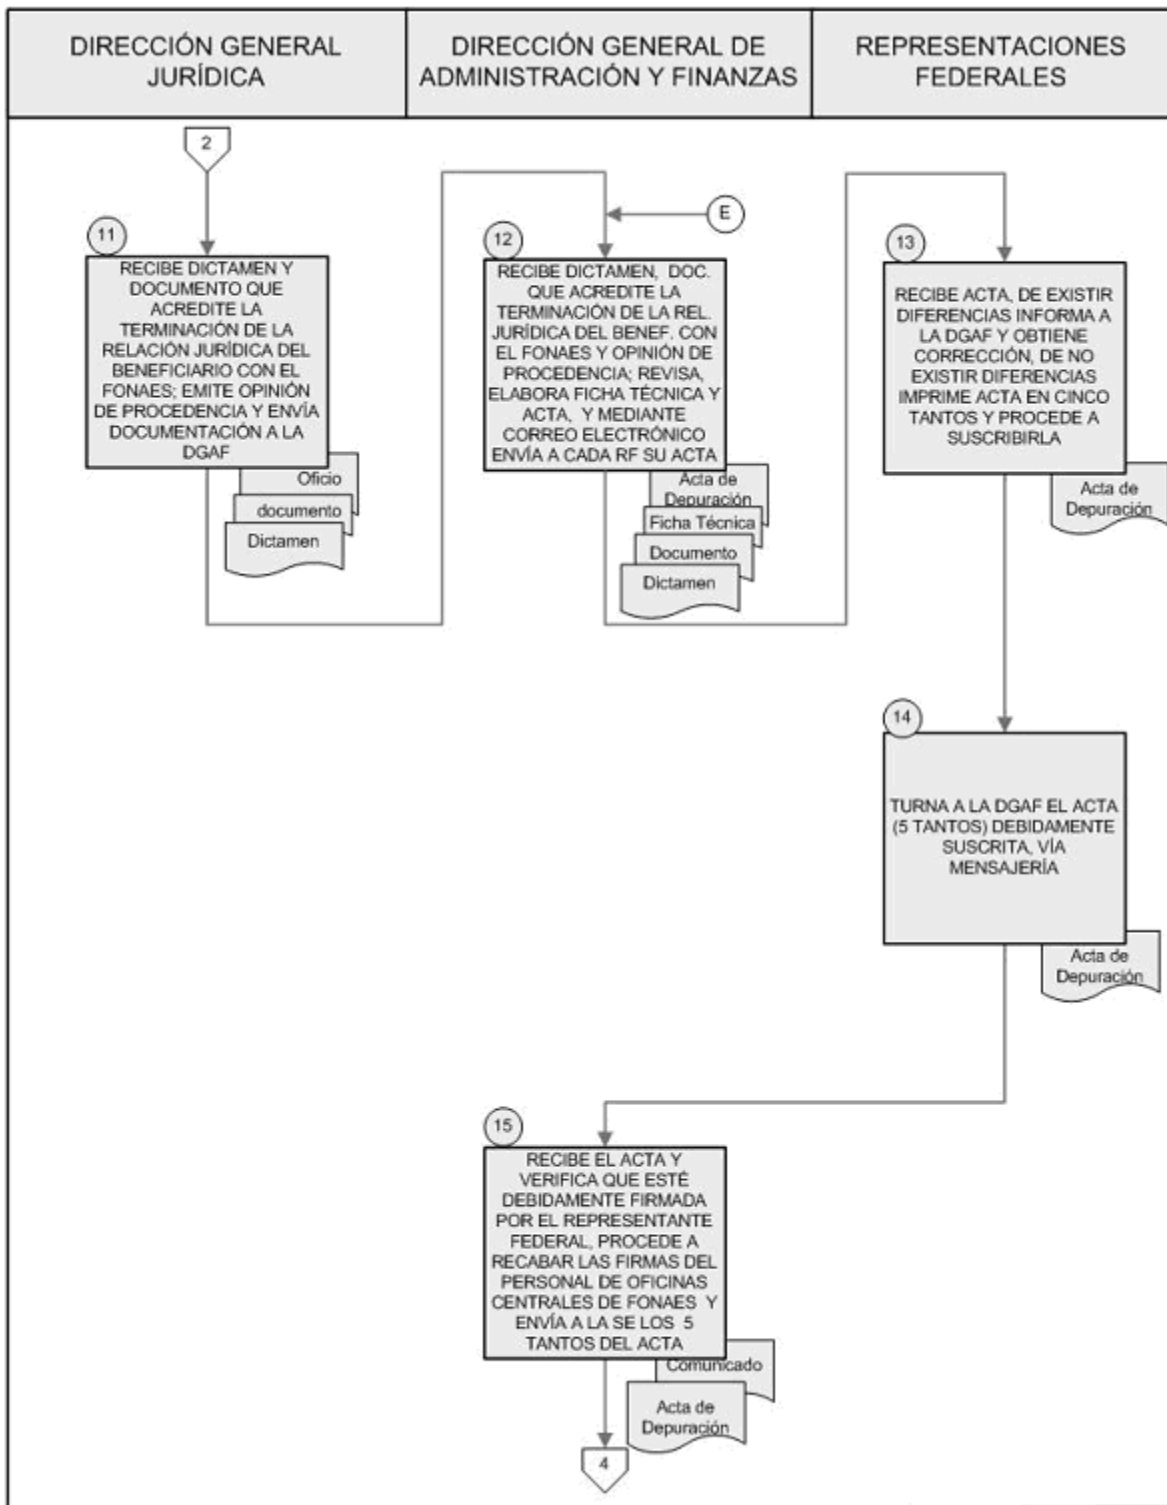 DIRECCIÓN GENERAL
JURÍDICA
DIRECCIÓN GENERAL DE
ADMINISTRACIÓN Y FINANZAS
REPRESENTACIONES
FEDERALES
2
11
RECIBE DICTAMEN Y
DOCUMENTO QUE
ACREDITE LA
TERMINACIÓN DE LA
RELACIÓN JURÍDICA DEL
BENEFICIARIO CON EL
FONAES; EMITE OPINIÓN
DE PROCEDENCIA Y ENVÍA
DOCUMENTACIÓN A LA
DGAF
Oficio
documento
Dictamen
E
12
RECIBE DICTAMEN, DOC.
QUE ACREDITE LA
TERMINACIÓN DE LA REL.
JURÍDICA DEL BENEF. CON
EL FONAES Y OPINIÓN DE
PROCEDENCIA; REVISA,
ELABORA FICHA TÉCNICA Y
ACTA, Y MEDIANTE
CORREO ELECTRÓNICO
ENVÍA A CADA RF SU ACTA
Acta de
Depuración
Ficha Técnica
Documento
Dictamen
13
RECIBE ACTA, DE EXISTIR
DIFERENCIAS INFORMA A
LA DGAF Y OBTIENE
CORRECCIÓN, DE NO
EXISTIR DIFERENCIAS
IMPRIME ACTA EN CINCO
TANTOS Y PROCEDE A
SUSCRIBIRLA
Acta de
Depuración
14
TURNA A LA DGAF EL ACTA
(5 TANTOS) DEBIDAMENTE
SUSCRITA, VÍA
MENSAJERÍA
Acta de
Depuración
15
RECIBE EL ACTA Y
VERIFICA QUE ESTÉ
DEBIDAMENTE FIRMADA
POR EL REPRESENTANTE
FEDERAL, PROCEDE A
RECABAR LAS FIRMAS DEL
PERSONAL DE OFICINAS
CENTRALES DE FONAES Y
ENVÍA A LA SE LOS 5
TANTOS DEL ACTA
Comunicado
Acta de
Depuración
4